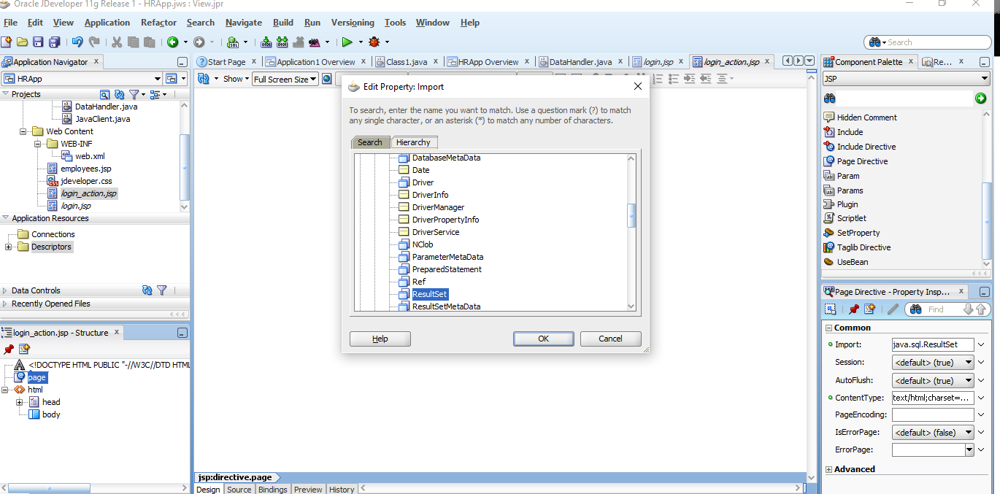 Oracle JDeveloper 11g Release 1 - HRApp.jws : View.jpr
File Edit View Application Refactor Search Navigate Build Run Versioning Tools Window Help
Search
Application Navigator
HRApp
Projects
DataHandler.java
JavaClient.java
Web Content
WEB-INF
web.xml
employees.jsp
jdeveloper.css
login_action.jsp
login.jsp
Application Resources
Connections
Descriptors
Data Controls
Recently Opened Files
login_action.jsp - Structure
<!DOCTYPE HTML PUBLIC "-//W3C//DTD HTML
page
html
head
body
Start Page
Application1 Overview
Class1.java
HRApp Overview
DataHandler.java
login.jsp
login_action.jsp
Show
Full Screen Size
Edit Property: Import
To search, enter the name you want to match. Use a question mark (?) to match
any single character, or an asterisk (*) to match any number of characters.
Search Hierarchy
DatabaseMetaData
Date
Driver
DriverInfo
DriverManager
DriverPropertyInfo
DriverService
NClob
ParameterMetaData
PreparedStatement
Ref
ResultSet
ResultSetMetaData
Help OK Cancel
jsp:directive.page
Design Source Bindings Preview History
Component Palette
Re...
JSP
Hidden Comment
Include
Include Directive
Page Directive
Param
Params
Plugin
Scriptlet
SetProperty
Taglib Directive
UseBean
Page Directive - Property Insp...
Find
Common
Import: java.sql.ResultSet
Session: <default> (true)
AutoFlush: <default> (true)
ContentType: text/html;charset=...
PageEncoding:
IsErrorPage: <default> (false)
ErrorPage:
Advanced